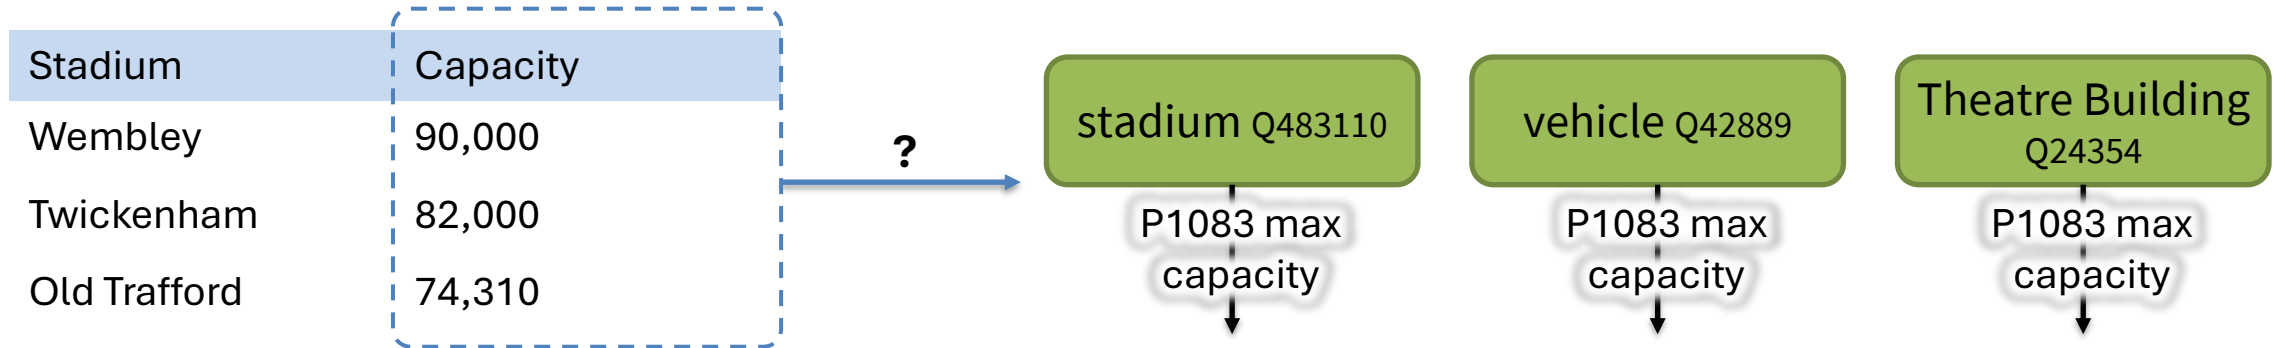 Stadium Capacity
Wembley 90,000
Twickenham 82,000
Old Trafford 74,310
?
stadium Q483110
P1083 max
capacity
vehicle Q42889
P1083 max
capacity
Theatre Building
Q24354
P1083 max
capacity